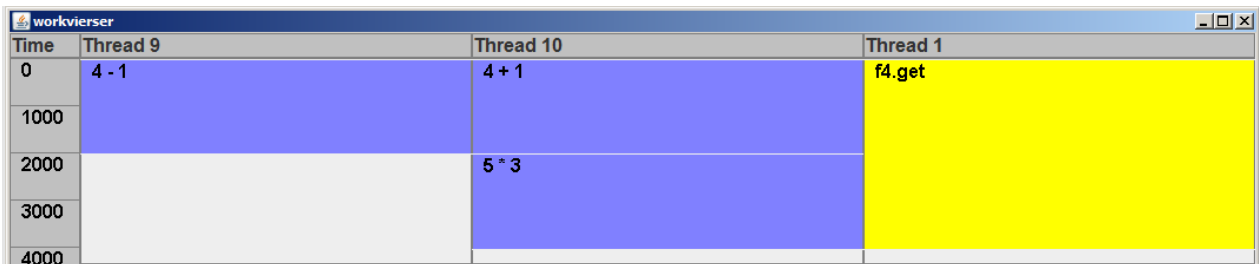 workvierser
Time Thread 9 Thread 10 Thread 1
0 4 - 1 4 + 1 f4.get
1000
2000 5 * 3
3000
4000